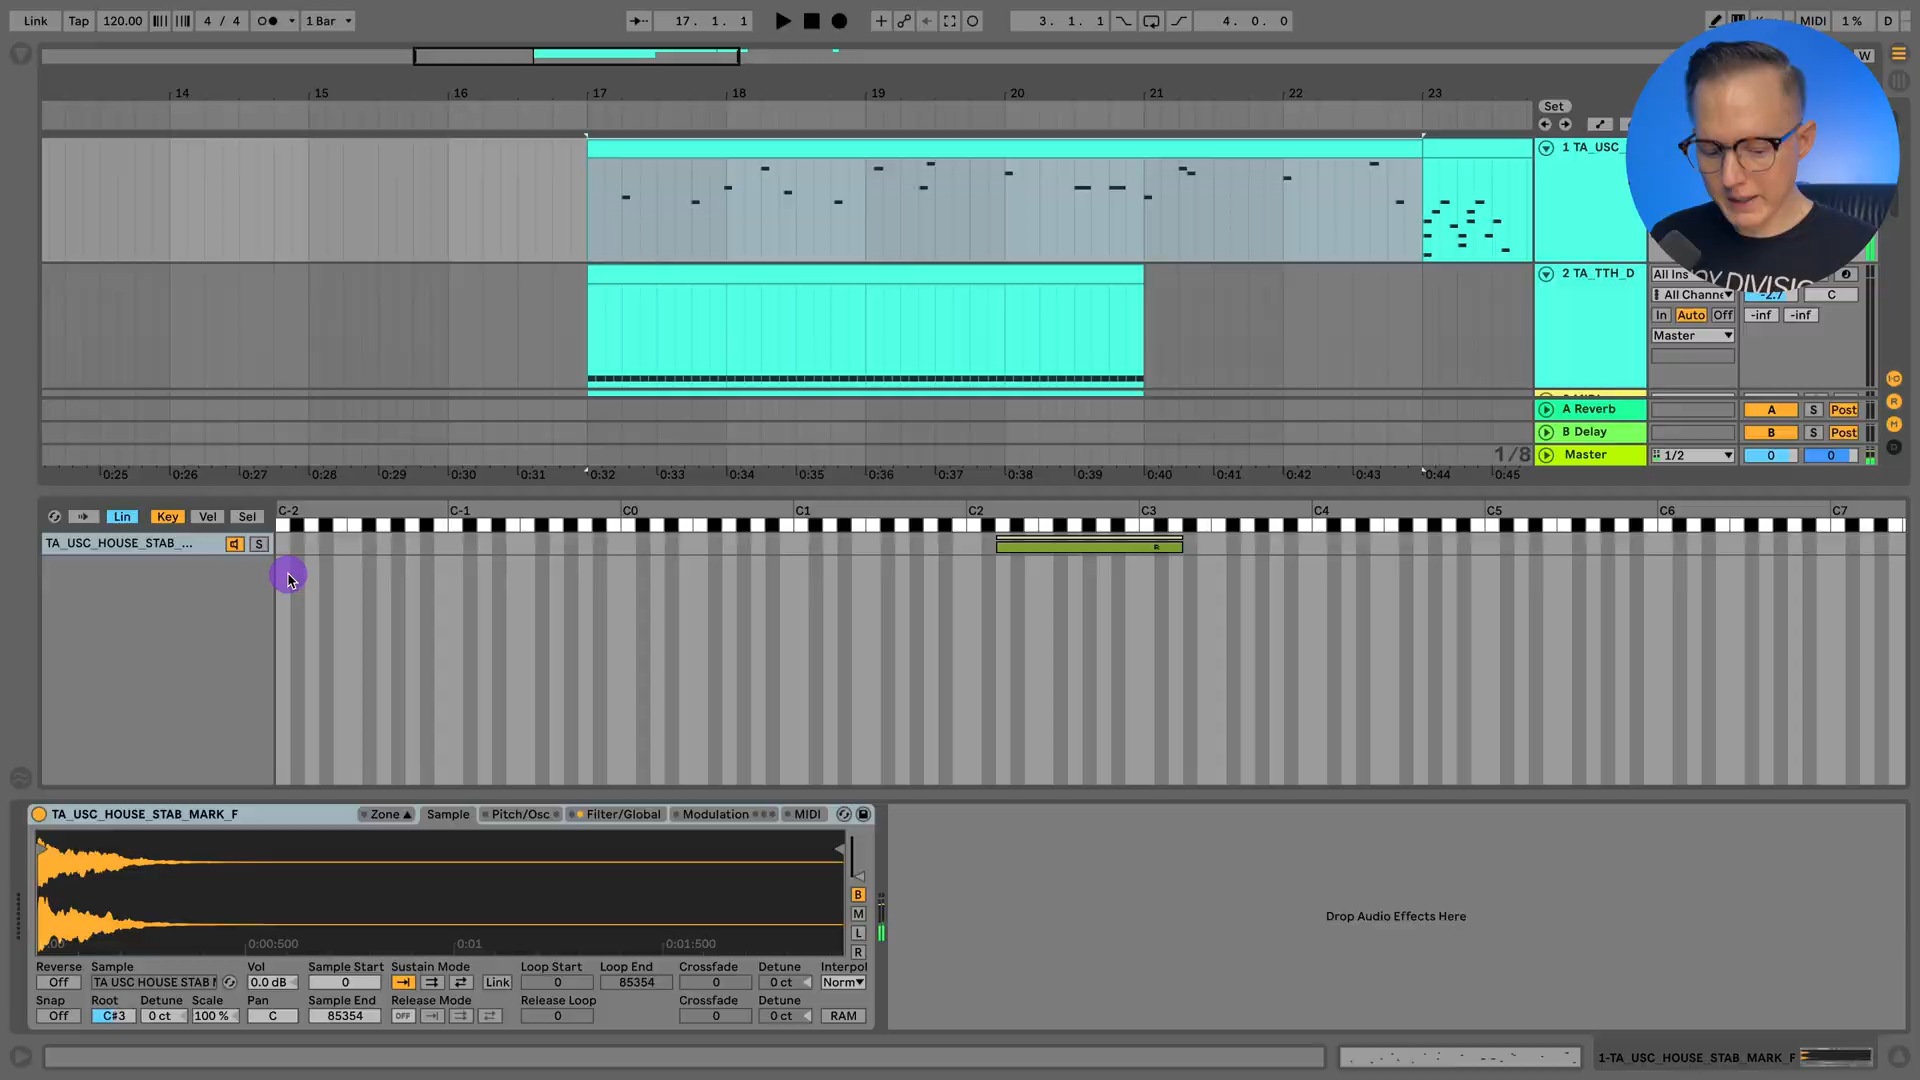 Link Tap 120.00 4 / 4 1 Bar 17. 1. 1 3. 1. 1 4. 0. 0 MIDI 1 % D
W
14 15 16 17 18 19 20 21 22 23
Set
1 TA_USC_
2 TA_TTH_D All Ins
DIVISI
All Channe -2.7 C
In Auto Off -inf -inf
Master
A Reverb A S Post
B Delay B S Post
1/8 Master 1/2 0 0
0:25 0:26 0:27 0:28 0:29 0:30 0:31 0:32 0:33 0:34 0:35 0:36 0:37 0:38 0:39 0:40 0:41 0:42 0:43 0:44 0:45
Lin Key Vel Sel C-2 C-1 C0 C1 C2 C3 C4 C5 C6 C7
TA_USC_HOUSE_STAB_... S
R
TA_USC_HOUSE_STAB_MARK_F Zone Sample Pitch/Osc Filter/Global Modulation MIDI
B
M
L
R
0:00:500 0:01 0:01:500
Reverse Sample Vol Sample Start Sustain Mode Loop Start Loop End Crossfade Detune Interpol
Off TA USC HOUSE STAB 0.0 dB 0 Link 0 85354 0 0 ct Norm
Snap Root Detune Scale Pan Sample End Release Mode Release Loop Crossfade Detune
Off C#3 0 ct 100 % C 85354 OFF 0 0 0 ct RAM
Drop Audio Effects Here
1-TA_USC_HOUSE_STAB_MARK_F